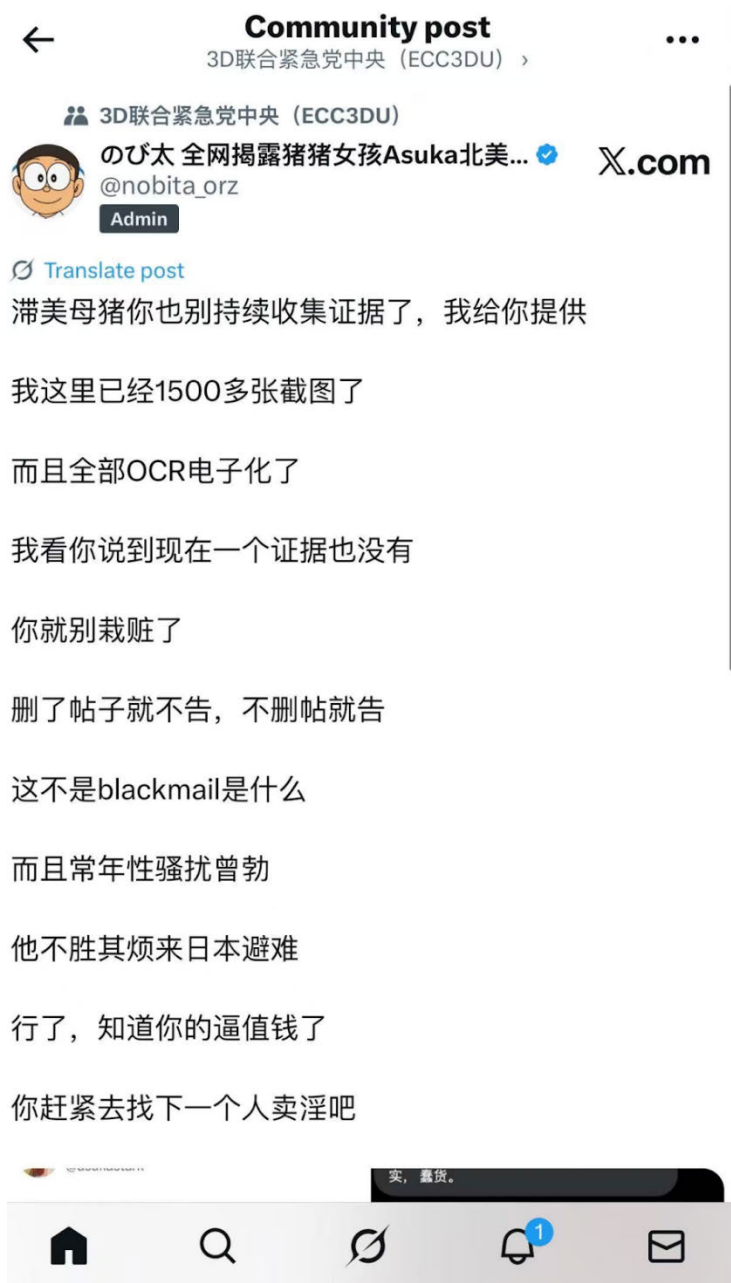 Community post
3D联合紧急党中央（ECC3DU）
3D联合紧急党中央（ECC3DU）
のび太 全网揭露猪猪女孩Asuka北美...
@nobita_orz
X.com
Admin
Translate post
滞美母猪你也别持续收集证据了，我给你提供
我这里已经1500多张截图了
而且全部OCR电子化了
我看你说到现在一个证据也没有
你就别栽赃了
删了帖子就不告，不删帖就告
这不是blackmail是什么
而且常年性骚扰曾勃
他不胜其烦来日本避难
行了，知道你的逼值钱了
你赶紧去找下一个人卖淫吧
实，蠢货。
1